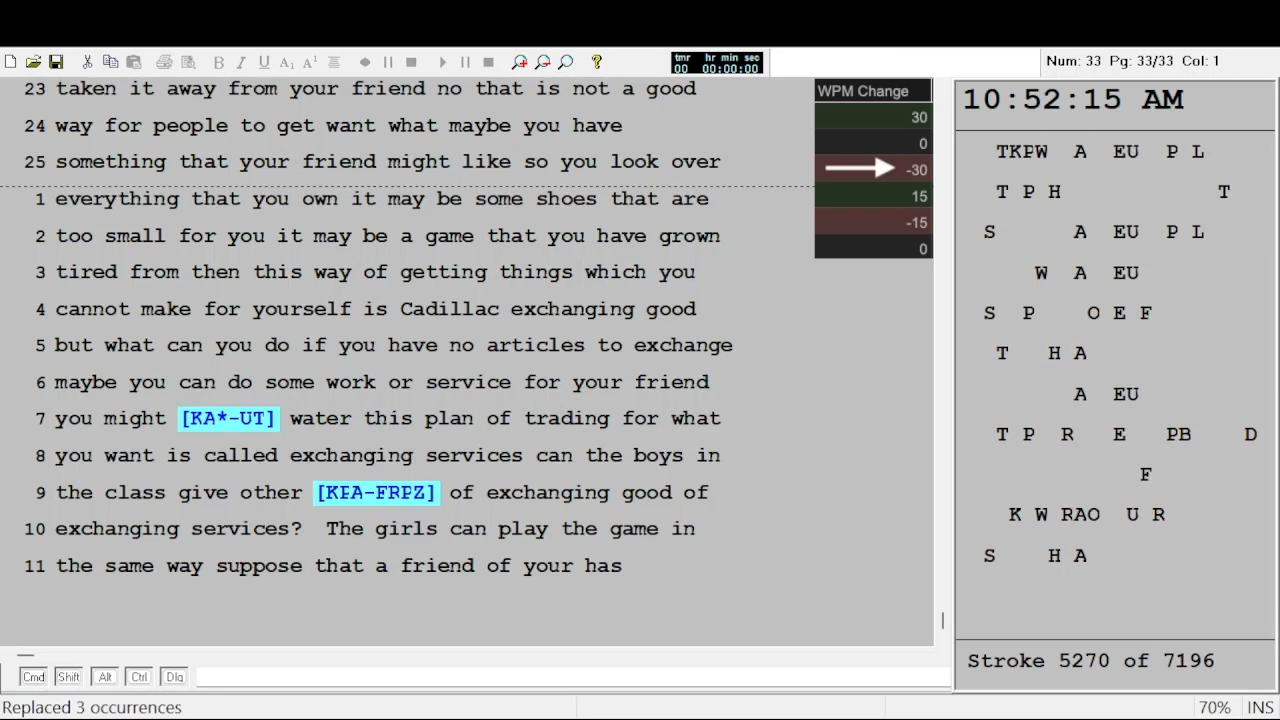 B I U A₁ A¹ ?
tmr hr min sec
00 00:00:00
Num: 33 Pg: 33/33 Col: 1
23 taken it away from your friend no that is not a good
24 way for people to get want what maybe you have
25 something that your friend might like so you look over
1 everything that you own it may be some shoes that are
2 too small for you it may be a game that you have grown
3 tired from then this way of getting things which you
4 cannot make for yourself is Cadillac exchanging good
5 but what can you do if you have no articles to exchange
6 maybe you can do some work or service for your friend
7 you might [KA*-UT] water this plan of trading for what
8 you want is called exchanging services can the boys in
9 the class give other [KPA-FRPZ] of exchanging good of
10 exchanging services? The girls can play the game in
11 the same way suppose that a friend of your has
WPM Change
30
0
-30
15
-15
0
10:52:15 AM
TKPW A EU P L
T P H T
S A EU P L
W A EU
S P O E F
T H A
A EU
T P R E PB D
F
K W RAO U R
S H A
Stroke 5270 of 7196
Cmd Shift Alt Ctrl Dlg
Replaced 3 occurrences
70% INS